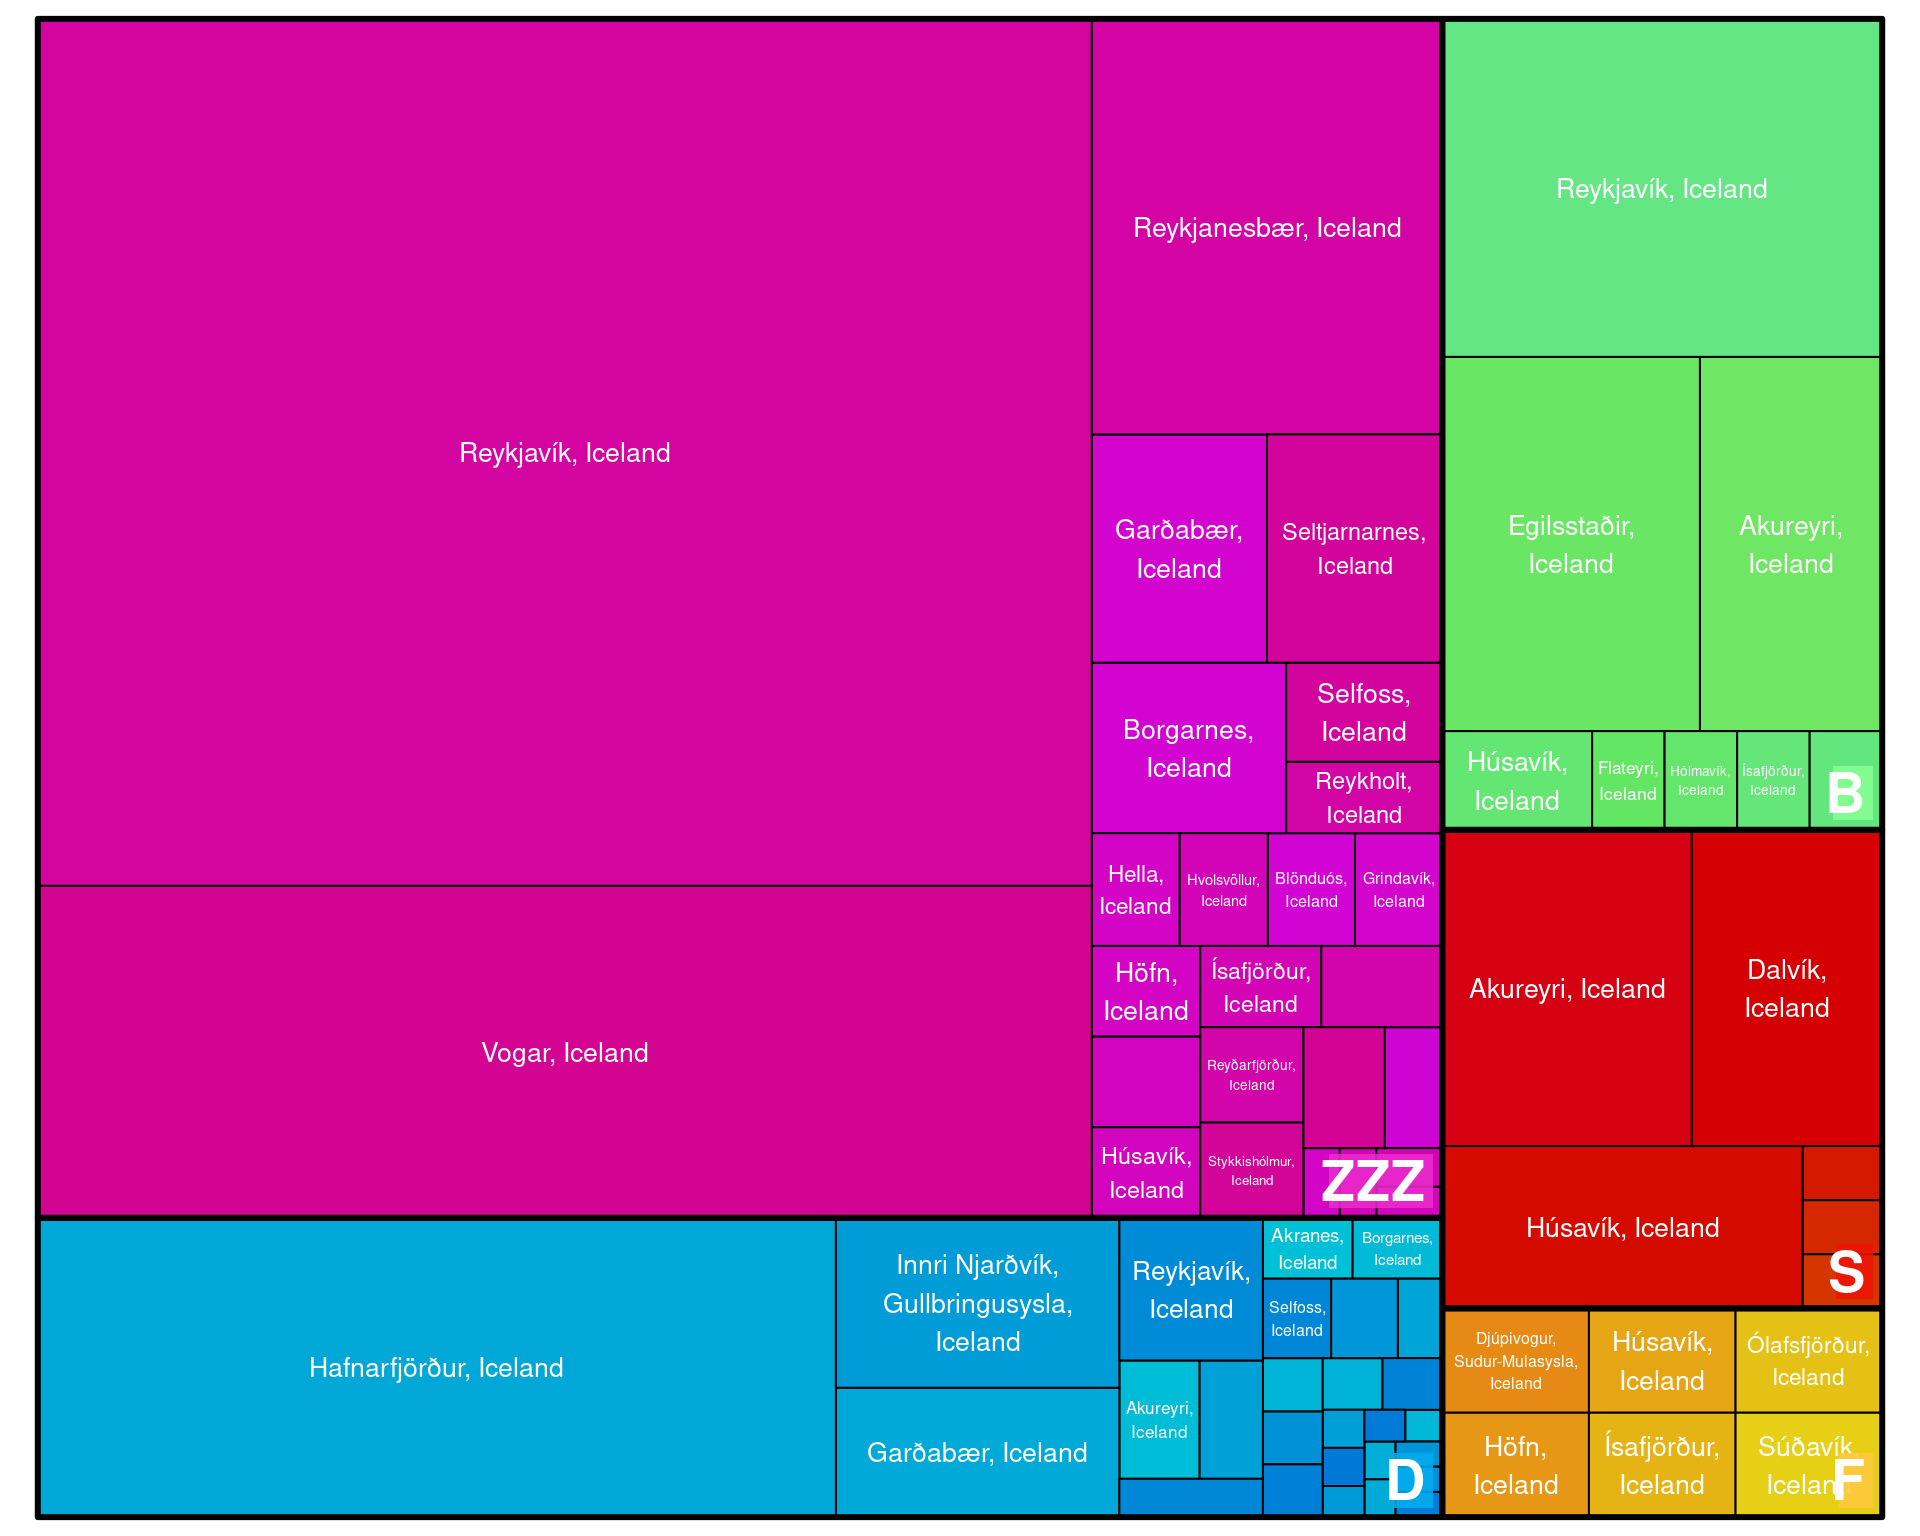 Reykjavík, Iceland
Vogar, Iceland
Reykjanesbær, Iceland
Garðabær,
Iceland
Seltjarnarnes,
Iceland
Borgarnes,
Iceland
Selfoss,
Iceland
Reykholt,
Iceland
Hella,
Iceland
Hvolsvöllur,
Iceland
Blönduós,
Iceland
Grindavík,
Iceland
Höfn,
Iceland
Ísafjörður,
Iceland
Reyðarfjörður,
Iceland
Húsavík,
Iceland
Stykkishólmur,
Iceland
ZZZ
Hafnarfjörður, Iceland
Innri Njarðvík,
Gullbringusysla,
Iceland
Garðabær, Iceland
Reykjavík,
Iceland
Akureyri,
Iceland
Akranes,
Iceland
Borgarnes,
Iceland
Selfoss,
Iceland
D
Reykjavík, Iceland
Egilsstaðir,
Iceland
Akureyri,
Iceland
Húsavík,
Iceland
Flateyri,
Iceland
Hólmavík,
Iceland
Ísafjörður,
Iceland
B
Akureyri, Iceland
Dalvík,
Iceland
Húsavík, Iceland
S
Djúpivogur,
Sudur-Mulasysla,
Iceland
Húsavík,
Iceland
Ólafsfjörður,
Iceland
Höfn,
Iceland
Ísafjörður,
Iceland
Súðavík,
Iceland
F